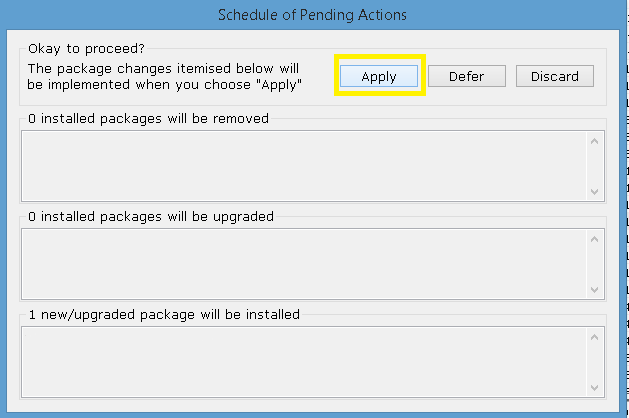 Schedule of Pending Actions
Okay to proceed?
The package changes itemised below will
be implemented when you choose "Apply"
Apply
Defer
Discard
0 installed packages will be removed
0 installed packages will be upgraded
1 new/upgraded package will be installed